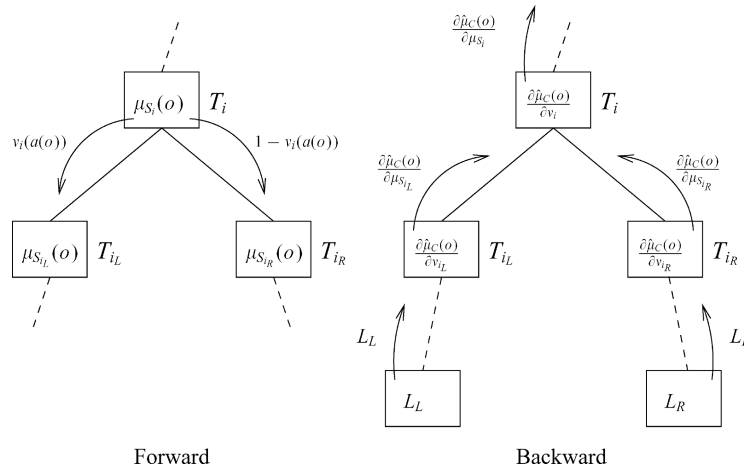 ∂μ̂_C(o)/∂μ_{S_i}
μ_{S_i}(o) T_i
∂μ̂_C(o)/∂v_i T_i
v_i(a(o)) 1 − v_i(a(o))
∂μ̂_C(o)/∂μ_{S_{i_L}} ∂μ̂_C(o)/∂μ_{S_{i_R}}
μ_{S_{i_L}}(o) T_{i_L} μ_{S_{i_R}}(o) T_{i_R}
∂μ̂_C(o)/∂v_{i_L} T_{i_L} ∂μ̂_C(o)/∂v_{i_R} T_{i_R}
L_L
L_L L_R
Forward Backward